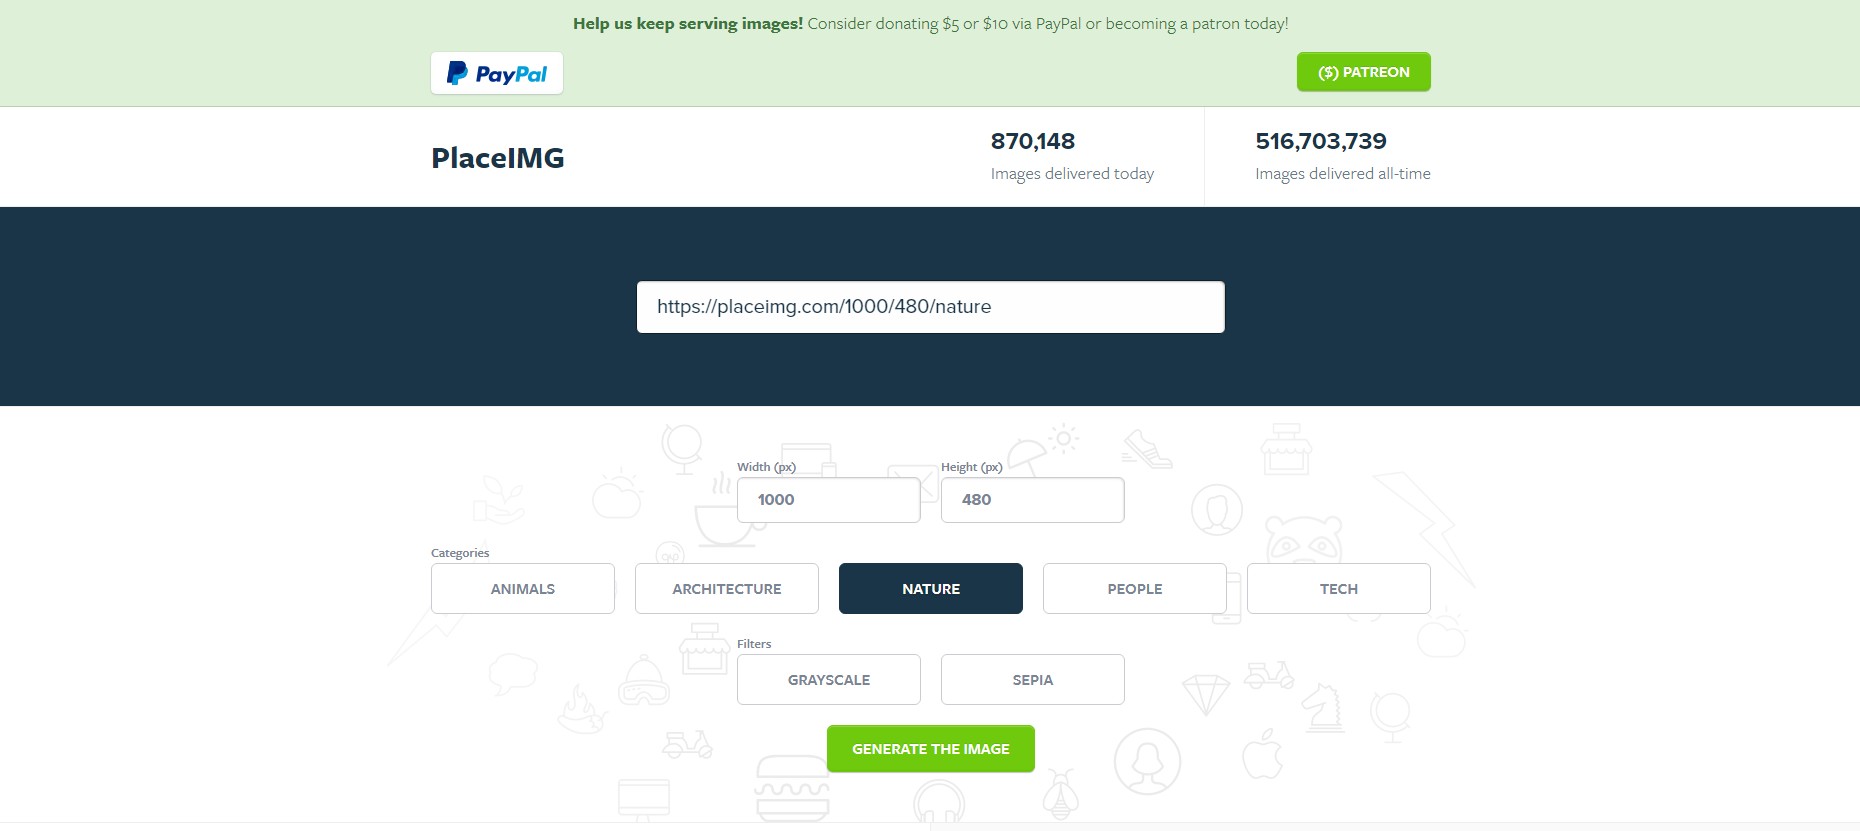 Help us keep serving images! Consider donating $5 or $10 via PayPal or becoming a patron today!
PayPal
($) PATREON
PlaceIMG
870,148
Images delivered today
516,703,739
Images delivered all-time
https://placeimg.com/1000/480/nature
Width (px)
Height (px)
1000
480
Categories
ANIMALS
ARCHITECTURE
NATURE
PEOPLE
TECH
Filters
GRAYSCALE
SEPIA
GENERATE THE IMAGE